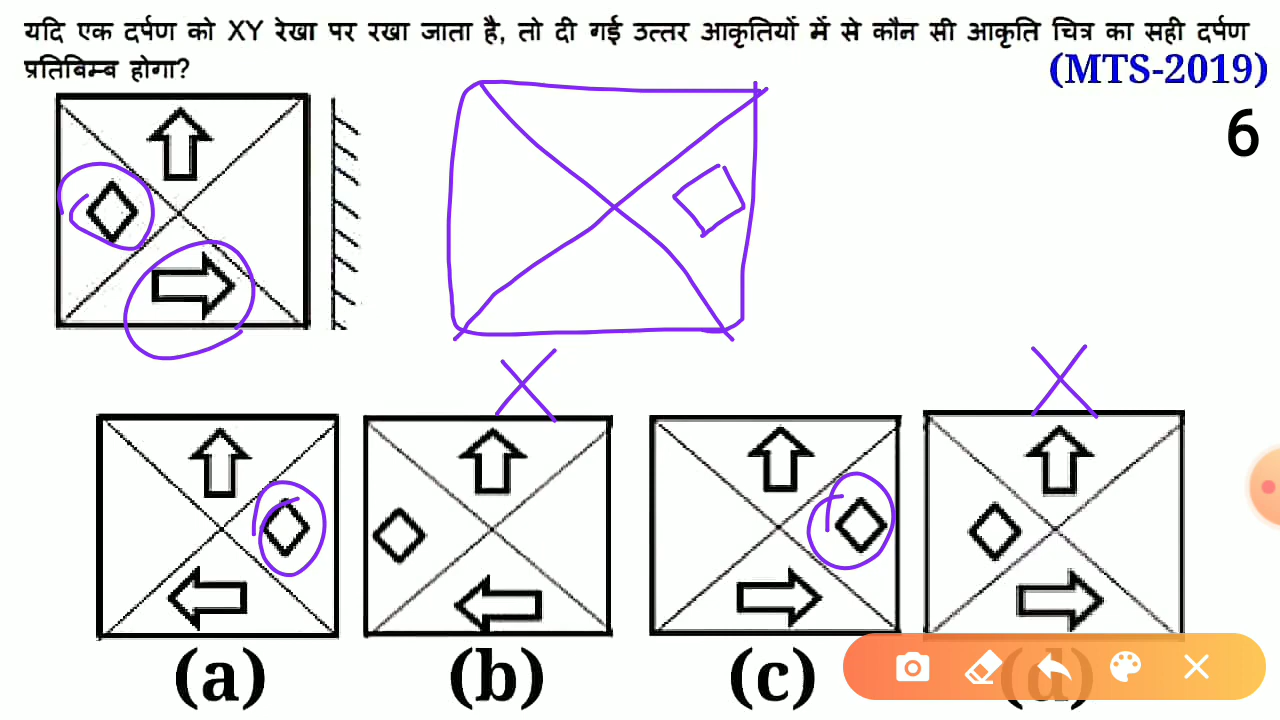 यदि एक दर्पण को XY रेखा पर रखा जाता है, तो दी गई उत्तर आकृतियों में से कौन सी आकृति चित्र का सही दर्पण
प्रतिबिम्ब होगा?
(MTS-2019)
6
(a) (b) (c) (d)